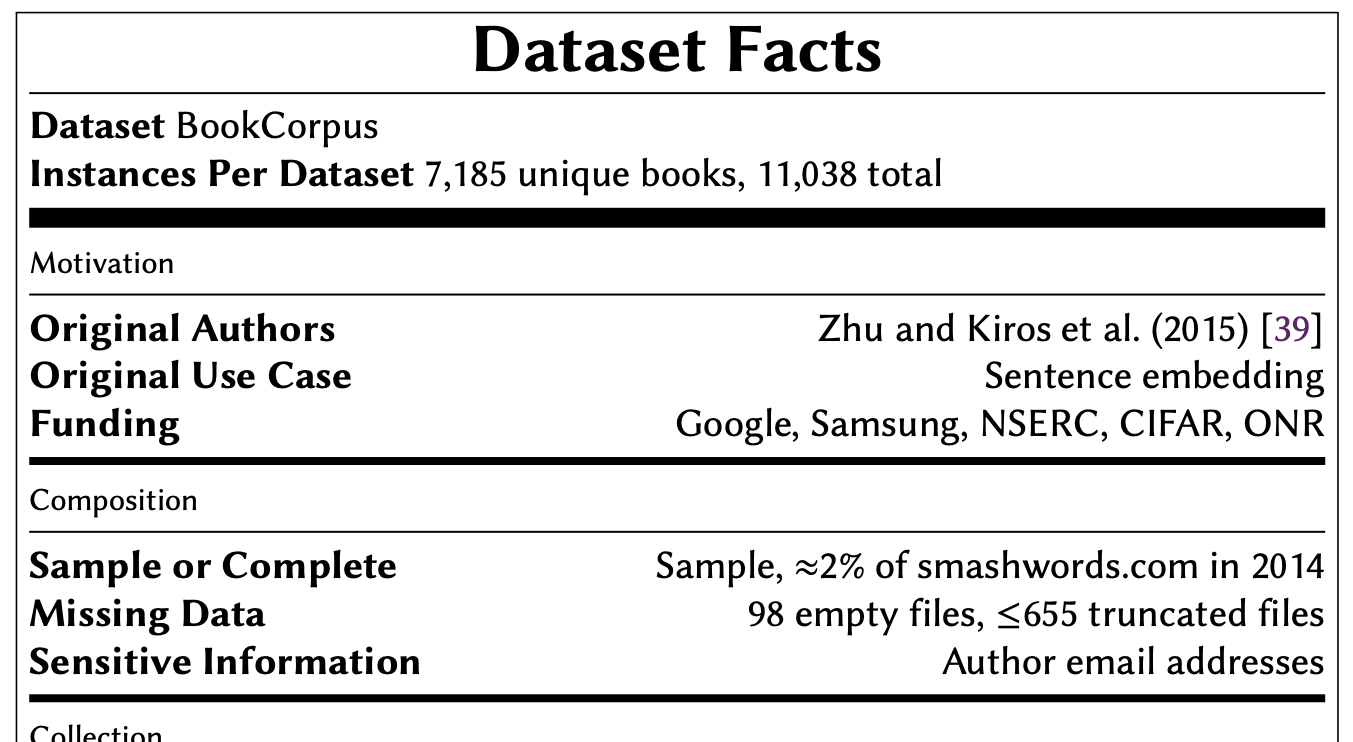 Dataset Facts
Dataset BookCorpus
Instances Per Dataset 7,185 unique books, 11,038 total
Motivation
Original Authors Zhu and Kiros et al. (2015) [39]
Original Use Case Sentence embedding
Funding Google, Samsung, NSERC, CIFAR, ONR
Composition
Sample or Complete Sample, ≈2% of smashwords.com in 2014
Missing Data 98 empty files, ≤655 truncated files
Sensitive Information Author email addresses
Collection